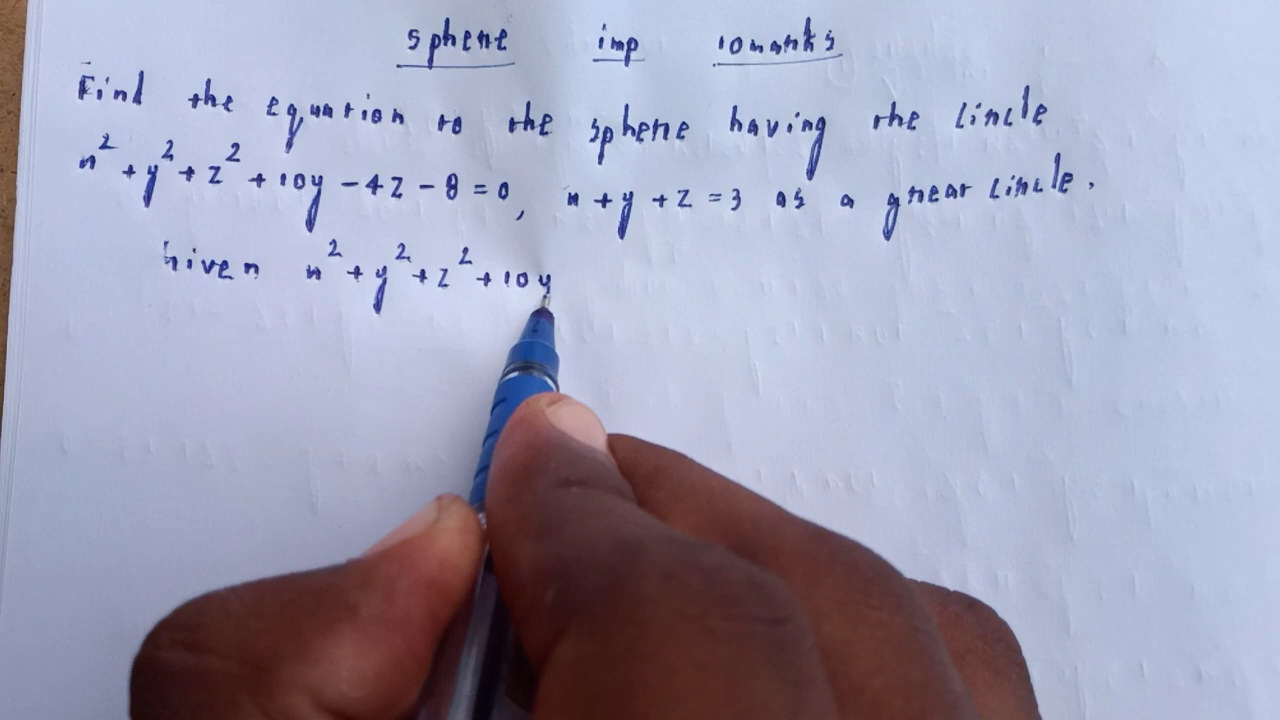 sphere imp 10marks
Find the equation to the sphere having the circle
x²+y²+z²+10y-4z-8=0, x+y+z=3 as a great circle.
Given x²+y²+z²+10y